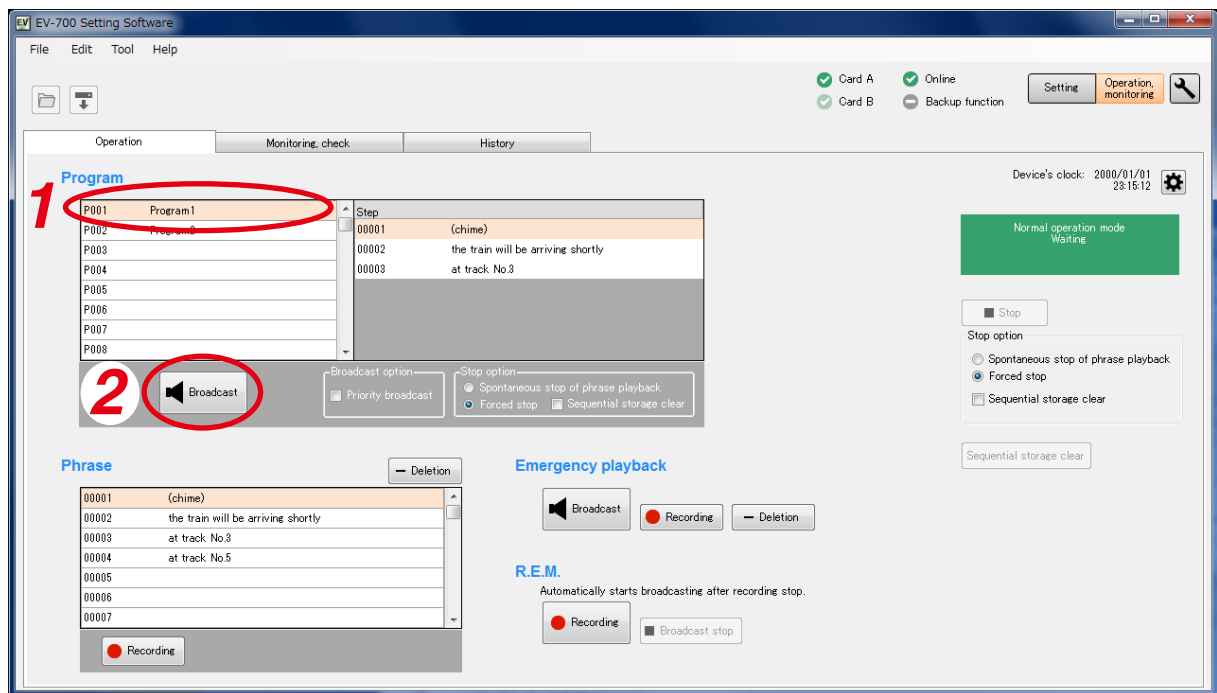 EV EV-700 Setting Software
File Edit Tool Help
Card A Online
Card B Backup function
Setting
Operation, monitoring
Operation Monitoring, check History
1 Program
Device's clock: 2000/01/01
23:15:12
P001 Program1
P002
P003
P004
P005
P006
P007
P008
Step
00001 (chime)
00002 the train will be arriving shortly
00003 at track No.3
Normal operation mode
Waiting
Stop
Stop option
Spontaneous stop of phrase playback
Forced stop
Sequential storage clear
Sequential storage clear
2 Broadcast
Broadcast option
Priority broadcast
Stop option
Spontaneous stop of phrase playback
Forced stop Sequential storage clear
Phrase
Deletion
00001 (chime)
00002 the train will be arriving shortly
00003 at track No.3
00004 at track No.5
00005
00006
00007
Recording
Emergency playback
Broadcast Recording Deletion
R.E.M.
Automatically starts broadcasting after recording stop.
Recording Broadcast stop